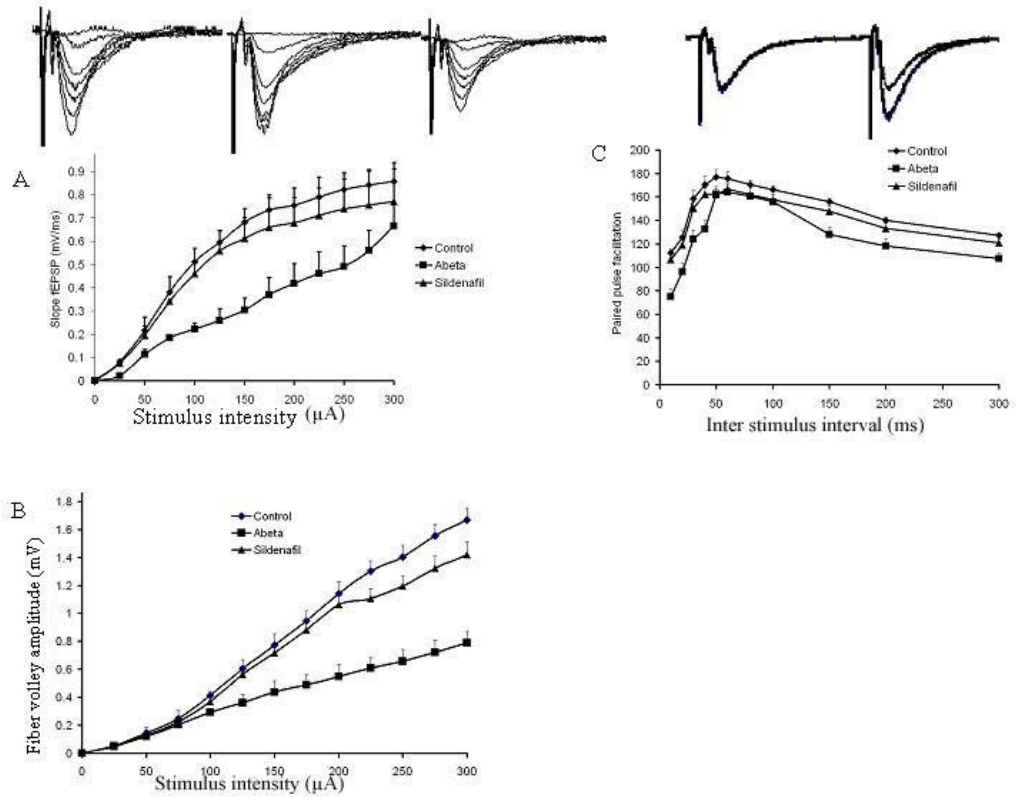 A
Slope fEPSP (mV/ms)
0.9
0.8
0.7
0.6
0.5
0.4
0.3
0.2
0.1
0
0 50 100 150 200 250 300
Stimulus intensity (µA)
Control
Abeta
Sildenafil
C
Paired pulse facilitation
200
180
160
140
120
100
80
60
40
20
0
0 50 100 150 200 250 300
Inter stimulus interval (ms)
Control
Abeta
Sildenafil
B
Fiber volley amplitude (mV)
1.8
1.6
1.4
1.2
1
0.8
0.6
0.4
0.2
0
0 50 100 150 200 250 300
Stimulus intensity (µA)
Control
Abeta
Sildenafil